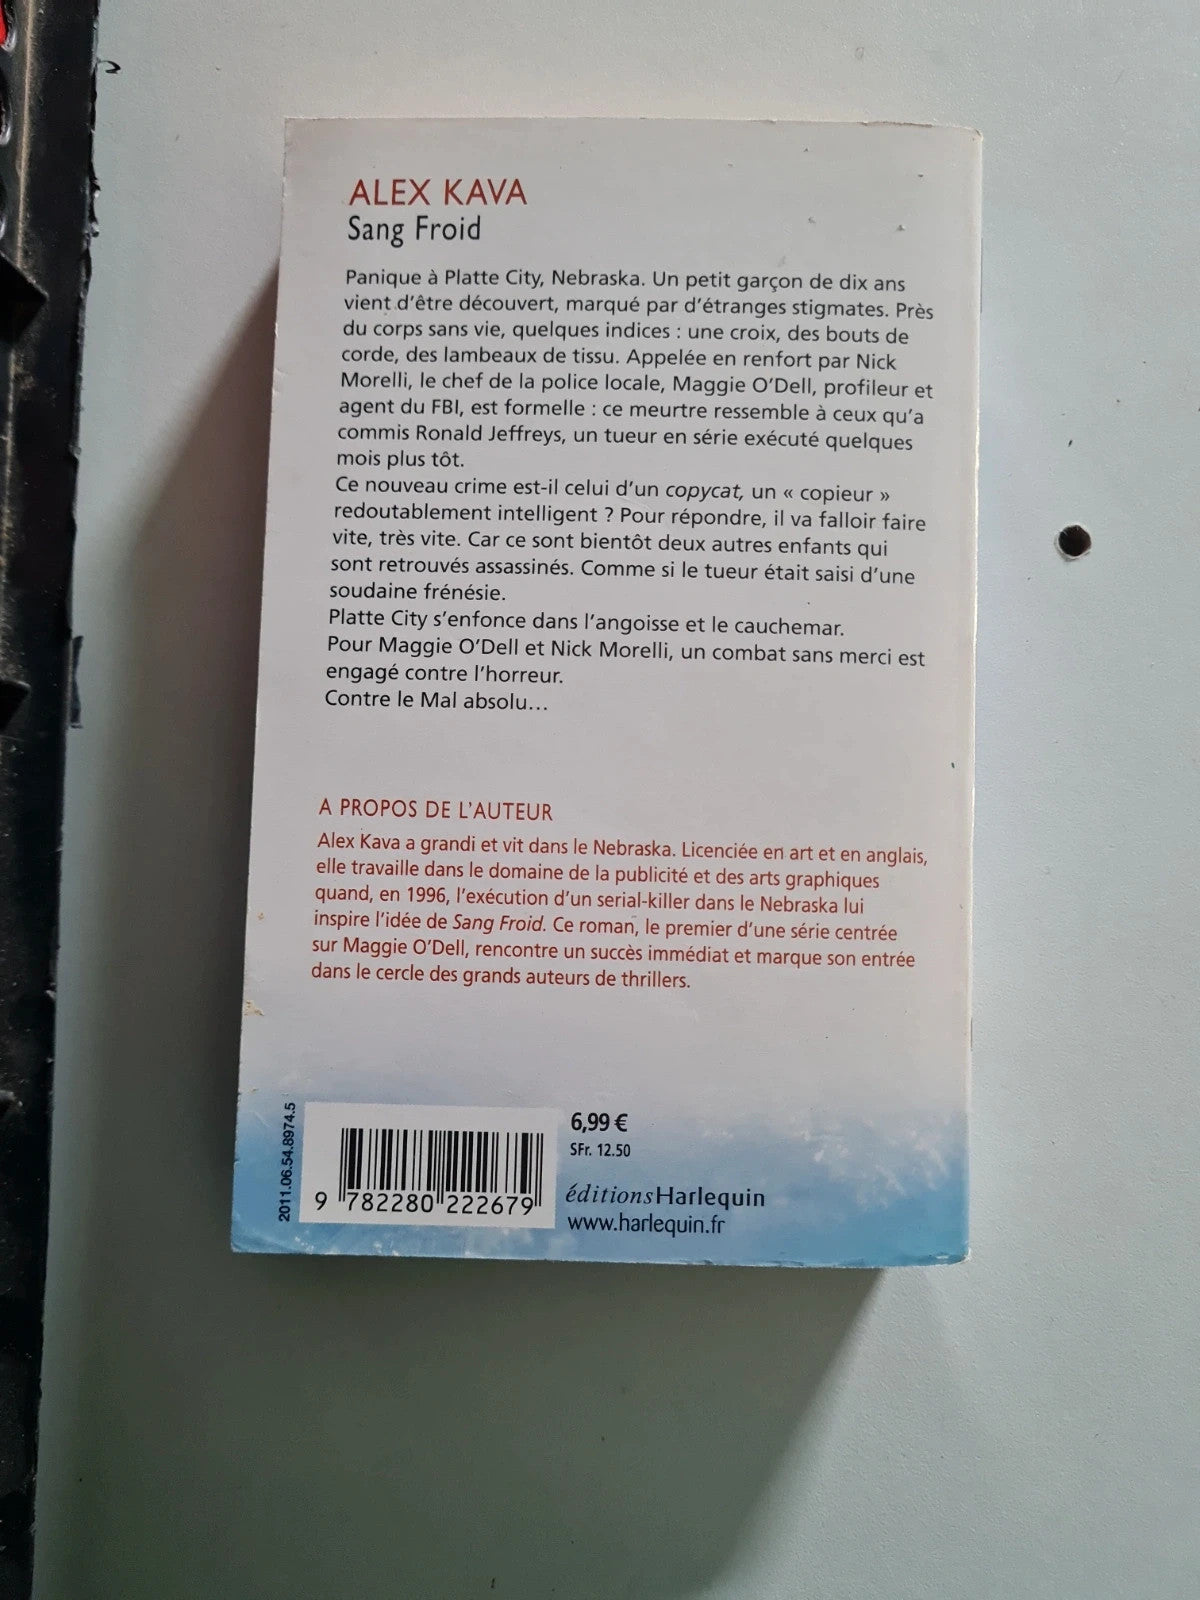 ALEX KAVA
Sang Froid
Panique à Platte City, Nebraska. Un petit garçon de dix ans
vient d'être découvert, marqué par d'étranges stigmates. Près
du corps sans vie, quelques indices : une croix, des bouts de
corde, des lambeaux de tissu. Appelée en renfort par Nick
Morelli, le chef de la police locale, Maggie O'Dell, profileur et
agent du FBI, est formelle : ce meurtre ressemble à ceux qu'a
commis Ronald Jeffreys, un tueur en série exécuté quelques
mois plus tôt.
Ce nouveau crime est-il celui d'un copycat, un « copieur »
redoutablement intelligent ? Pour répondre, il va falloir faire
vite, très vite. Car ce sont bientôt deux autres enfants qui
sont retrouvés assassinés. Comme si le tueur était saisi d'une
soudaine frénésie.
Platte City s'enfonce dans l'angoisse et le cauchemar.
Pour Maggie O'Dell et Nick Morelli, un combat sans merci est
engagé contre l'horreur.
Contre le Mal absolu...
A PROPOS DE L'AUTEUR
Alex Kava a grandi et vit dans le Nebraska. Licenciée en art et en anglais,
elle travaille dans le domaine de la publicité et des arts graphiques
quand, en 1996, l'exécution d'un serial-killer dans le Nebraska lui
inspire l'idée de Sang Froid. Ce roman, le premier d'une série centrée
sur Maggie O'Dell, rencontre un succès immédiat et marque son entrée
dans le cercle des grands auteurs de thrillers.
2011.06.54.8974.5
9 782280 222679
6,99 €
SFr. 12.50
éditionsHarlequin
www.harlequin.fr